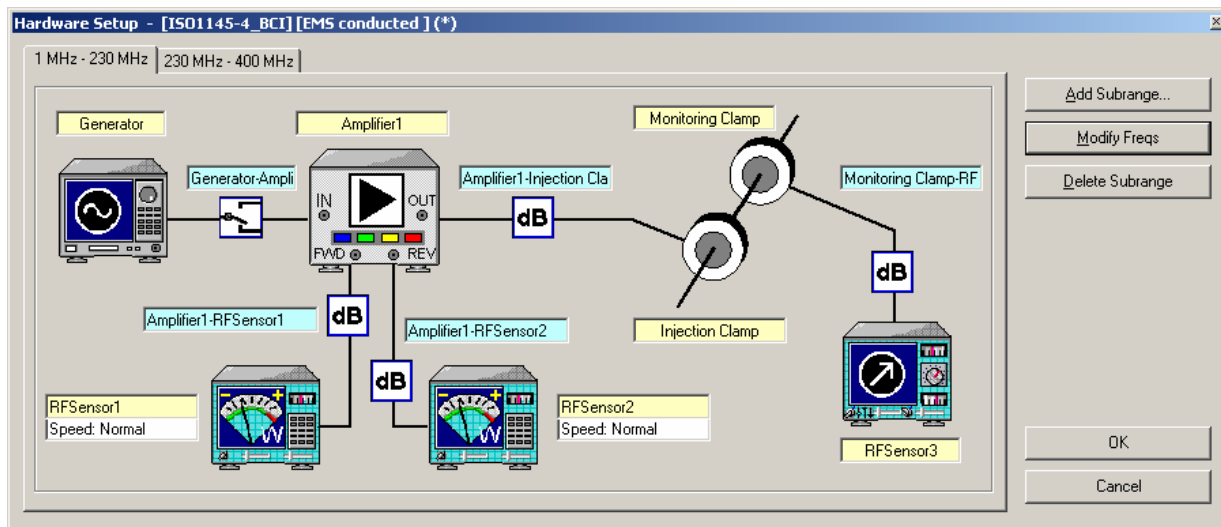 Hardware Setup - [ISO1145-4_BCI] [EMS conducted ] (*)
1 MHz - 230 MHz
230 MHz - 400 MHz
Generator
Amplifier1
Monitoring Clamp
Generator-Ampli
Amplifier1-Injection Cla
Monitoring Clamp-RF
IN
OUT
dB
FWD
REV
dB
Amplifier1-RFSensor1
dB
Amplifier1-RFSensor2
Injection Clamp
dB
RFSensor1
Speed: Normal
RFSensor2
Speed: Normal
RFSensor3
Add Subrange...
Modify Freqs
Delete Subrange
OK
Cancel